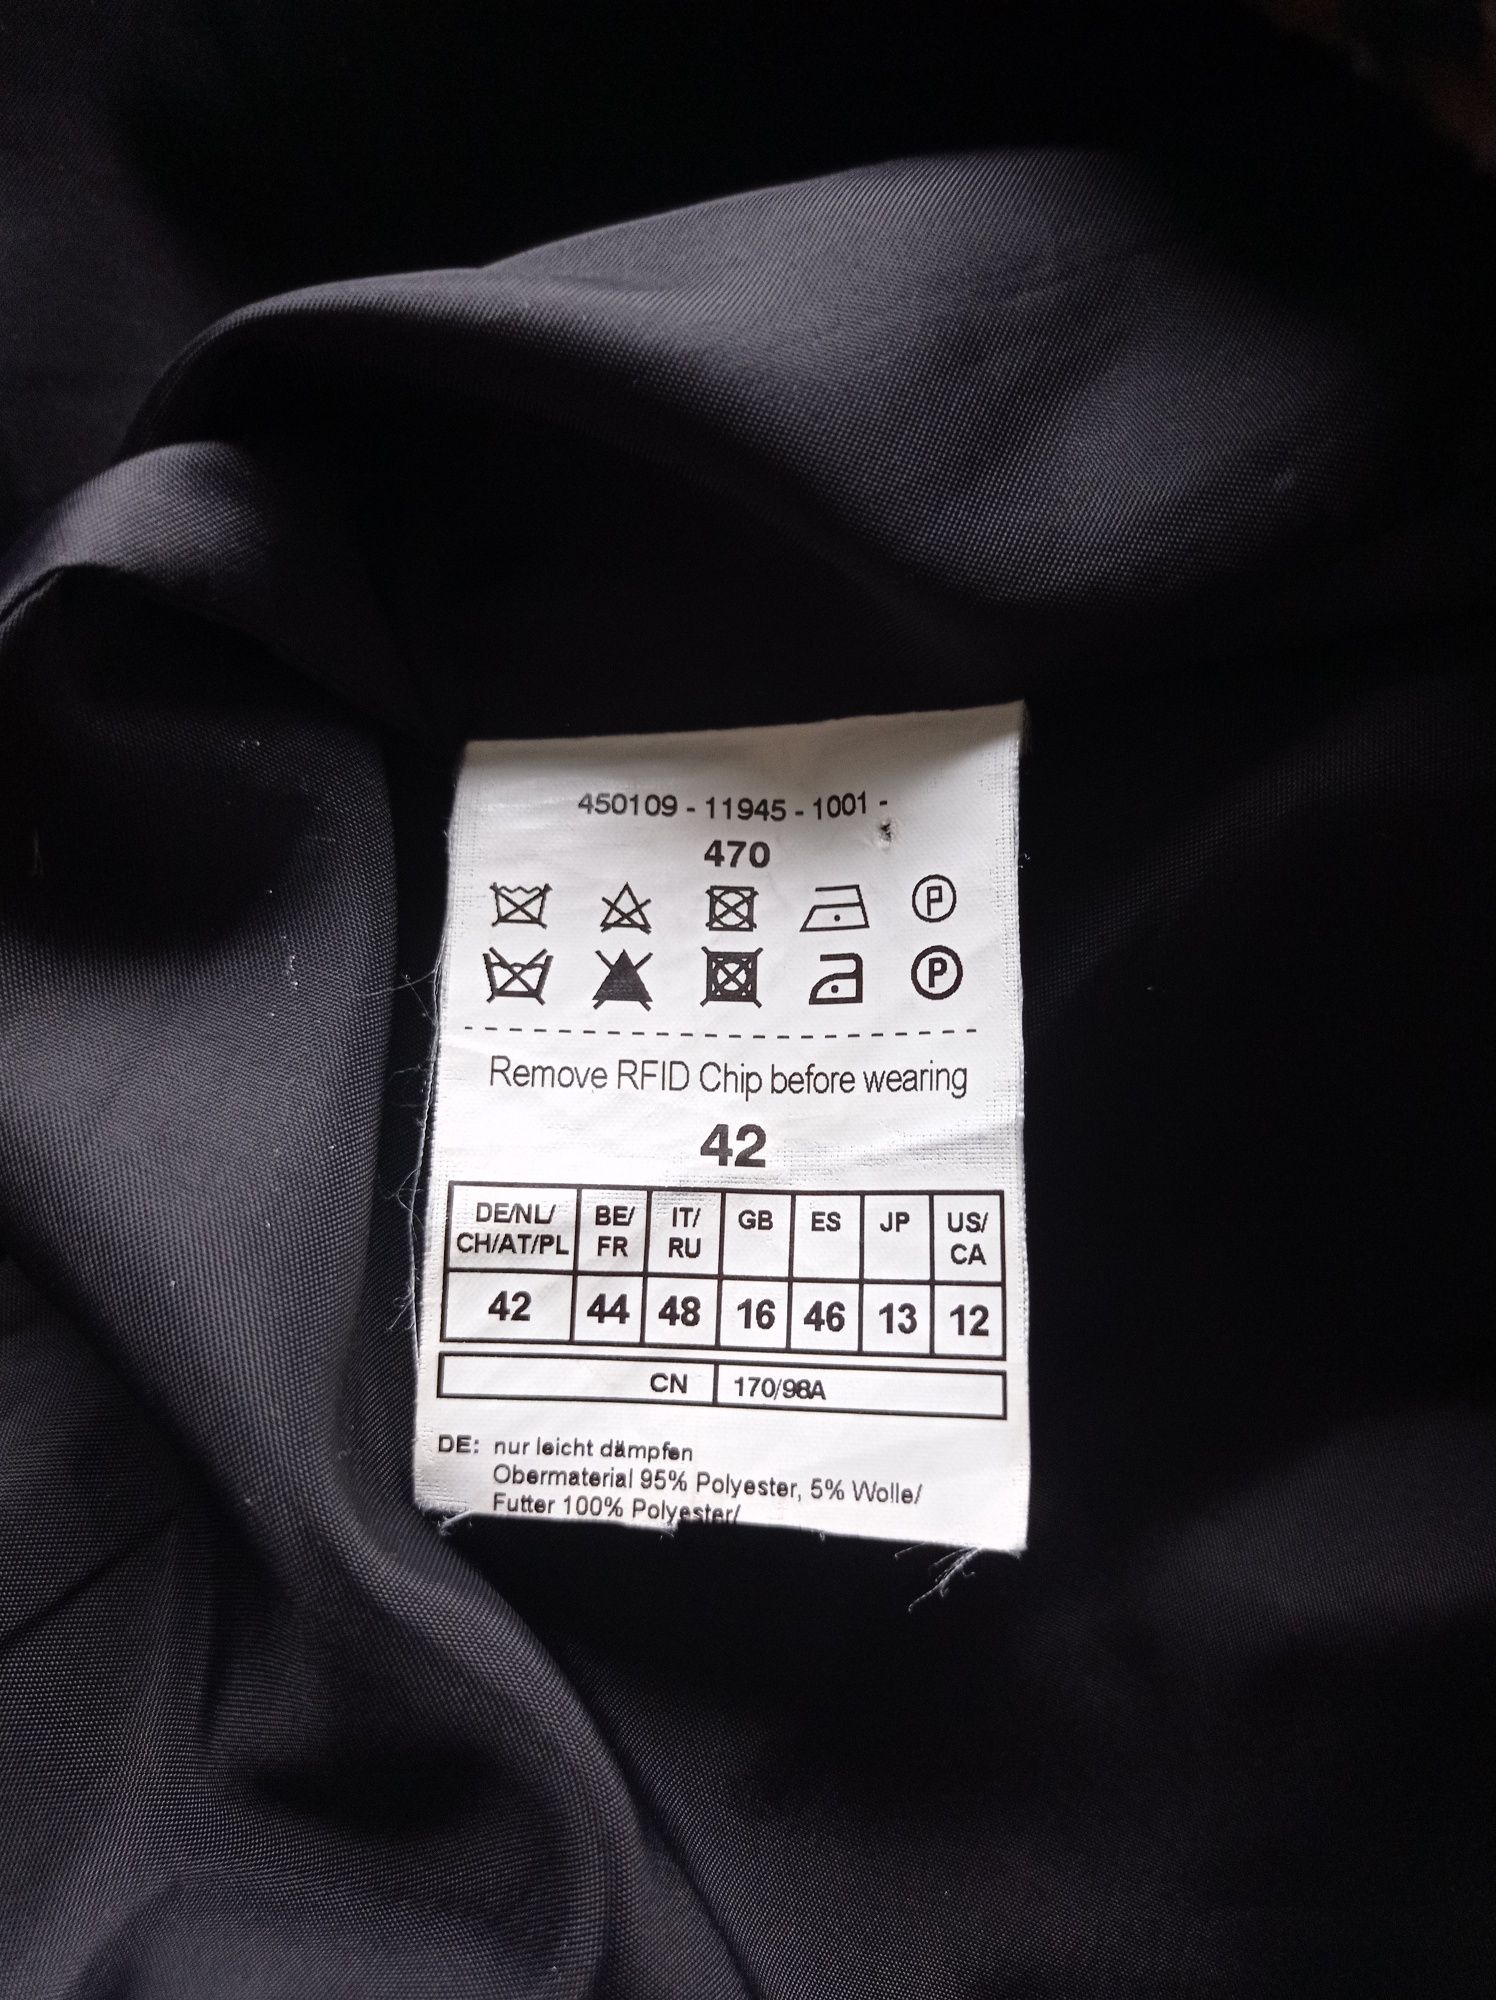 450109 - 11945 - 1001 -
470
P
P
Remove RFID Chip before wearing
42
DE/NL/ CH/AT/PL BE/ FR IT/ RU GB ES JP US/ CA
42 44 48 16 46 13 12
CN 170/98A
DE: nur leicht dämpfen
Obermaterial 95% Polyester, 5% Wolle/
Futter 100% Polyester/